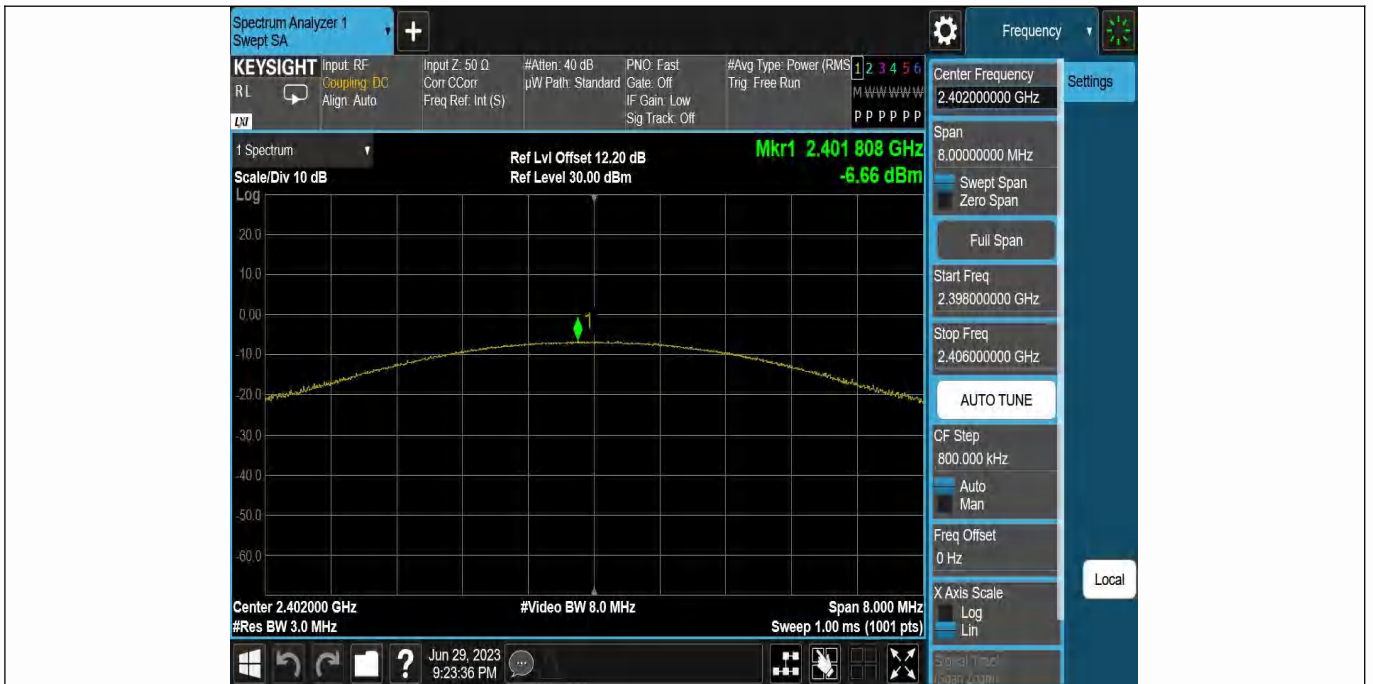 Spectrum Analyzer 1
Swept SA
+
Frequency
KEYSIGHT
RL
LXI
Input: RF
Coupling: DC
Align: Auto
Input Z: 50 Ω
Corr CCorr
Freq Ref: Int (S)
#Atten: 40 dB
µW Path: Standard
PNO: Fast
Gate: Off
IF Gain: Low
Sig Track: Off
#Avg Type: Power (RMS
Trig: Free Run
1 2 3 4 5 6
M W W W W W
P P P P P P
1 Spectrum
Scale/Div 10 dB
Ref Lvl Offset 12.20 dB
Ref Level 30.00 dBm
Mkr1 2.401 808 GHz
-6.66 dBm
Log
20.0
10.0
0.00
-10.0
-20.0
-30.0
-40.0
-50.0
-60.0
1
Center 2.402000 GHz
#Res BW 3.0 MHz
#Video BW 8.0 MHz
Span 8.000 MHz
Sweep 1.00 ms (1001 pts)
Jun 29, 2023
9:23:36 PM
Center Frequency
2.402000000 GHz
Settings
Span
8.00000000 MHz
Swept Span
Zero Span
Full Span
Start Freq
2.398000000 GHz
Stop Freq
2.406000000 GHz
AUTO TUNE
CF Step
800.000 kHz
Auto
Man
Freq Offset
0 Hz
X Axis Scale
Log
Lin
Local
Signal Track
(Span Zoom)